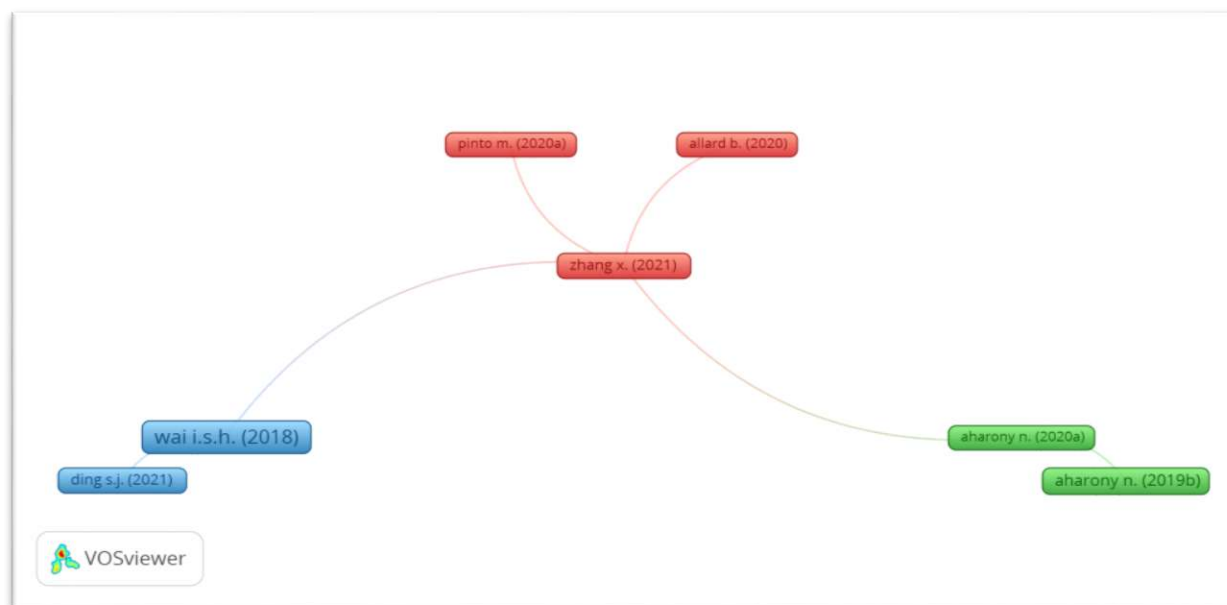 pinto m. (2020a)
allard b. (2020)
zhang x. (2021)
wai i.s.h. (2018)
aharony n. (2020a)
ding s.j. (2021)
aharony n. (2019b)
VOSviewer